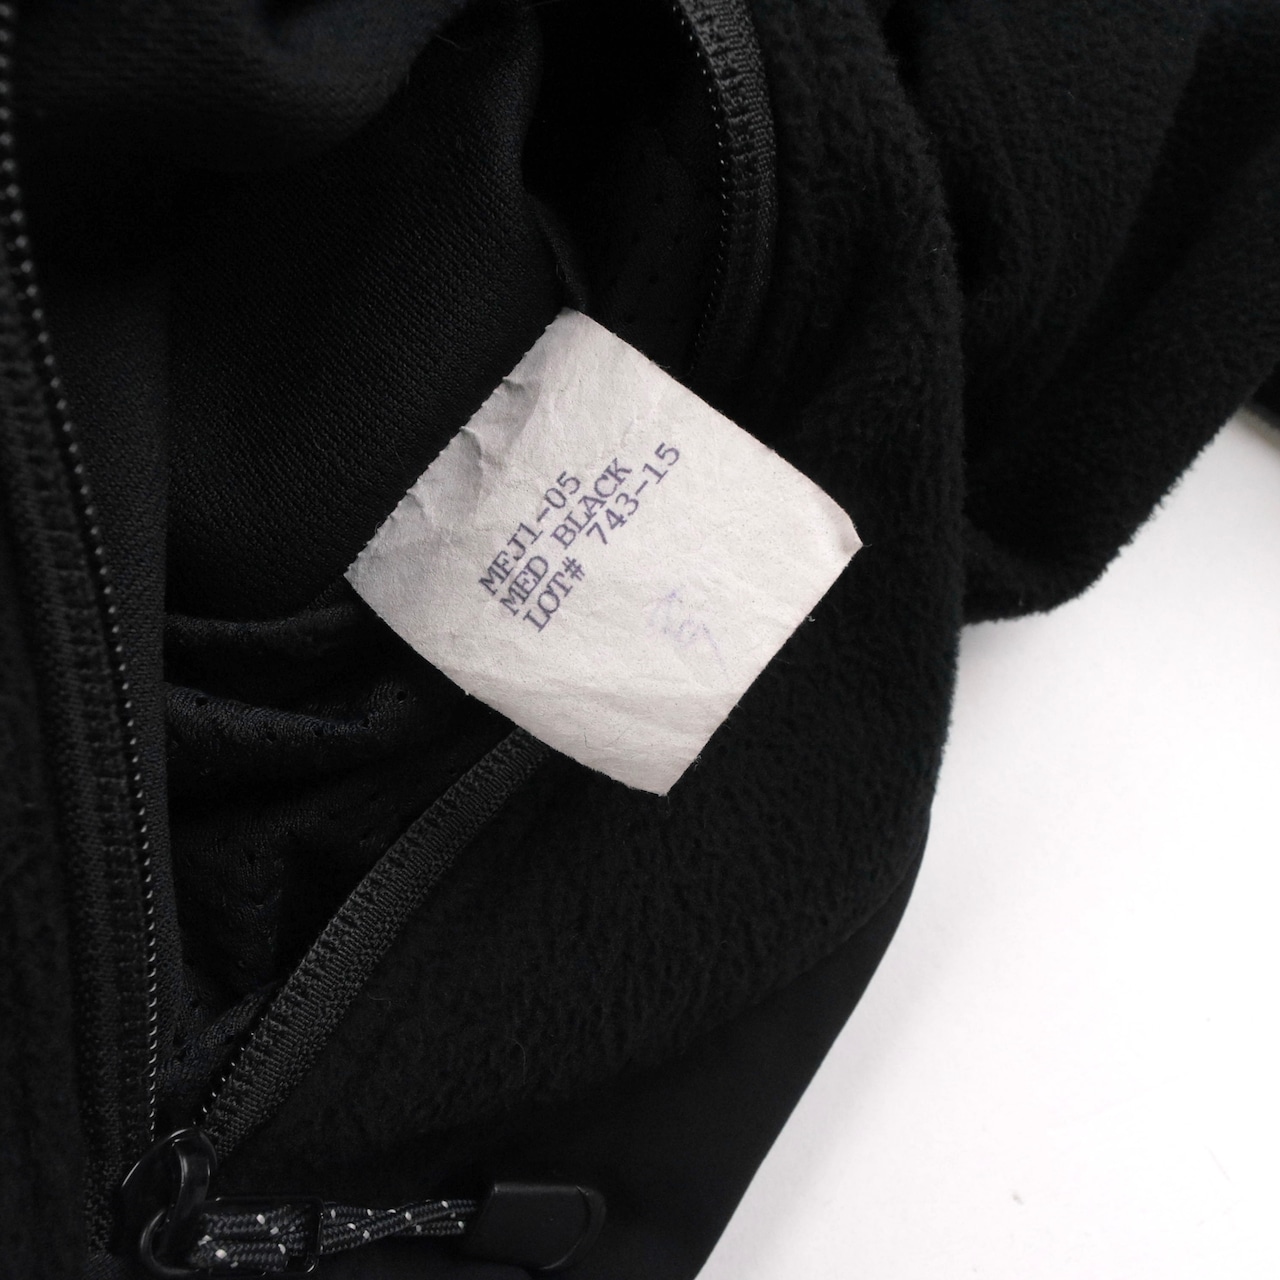 MFJ1-05
MED BLACK
LOT# 743-15